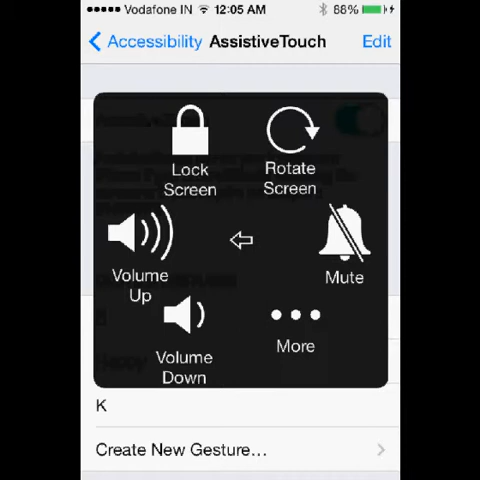 Vodafone IN 12:05 AM 68%
Accessibility AssistiveTouch Edit
Lock
Screen
Rotate
Screen
Volume
Up
Mute
Volume
Down
More
K
Create New Gesture...